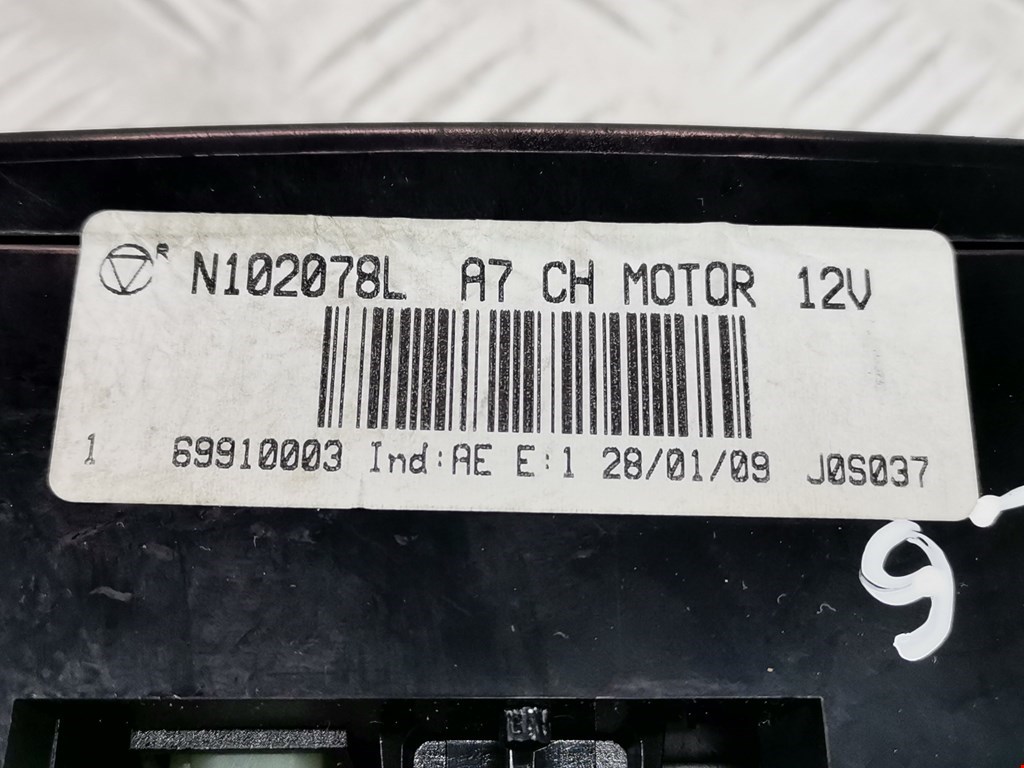 R N102078L A7 CH MOTOR 12V
1 69910003 Ind:AE E:1 28/01/09 J0S037
9